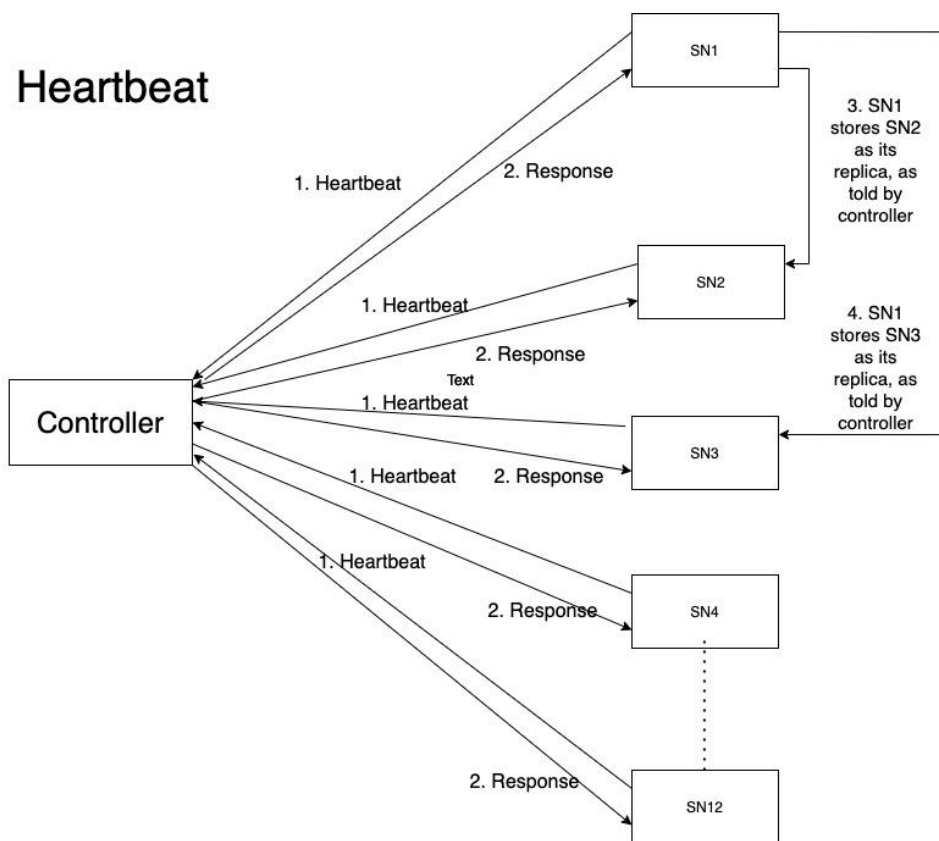 Heartbeat
SN1
3. SN1
stores SN2
as its
replica, as
told by
controller
1. Heartbeat
2. Response
SN2
1. Heartbeat
2. Response
4. SN1
stores SN3
as its
replica, as
told by
controller
Text
1. Heartbeat
Controller
SN3
2. Response
1. Heartbeat
1. Heartbeat
2. Response
SN4
2. Response
SN12